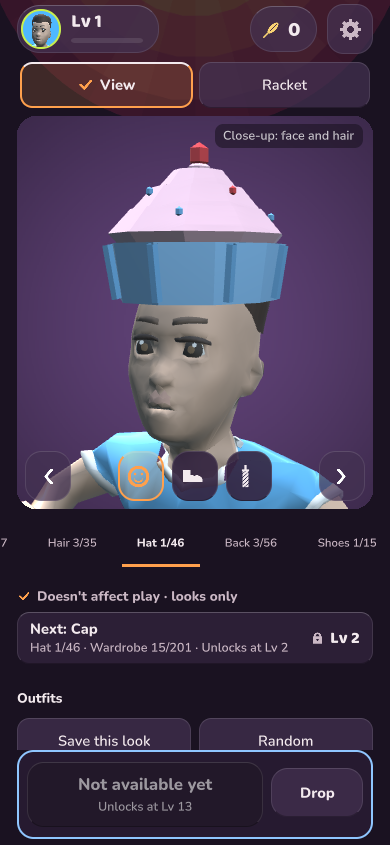 Lv 1
0
View
Racket
Close-up: face and hair
7
Hair 3/35
Hat 1/46
Back 3/56
Shoes 1/15
Doesn't affect play · looks only
Next: Cap
Hat 1/46 · Wardrobe 15/201 · Unlocks at Lv 2
Lv 2
Outfits
Save this look
Random
Not available yet
Unlocks at Lv 13
Drop